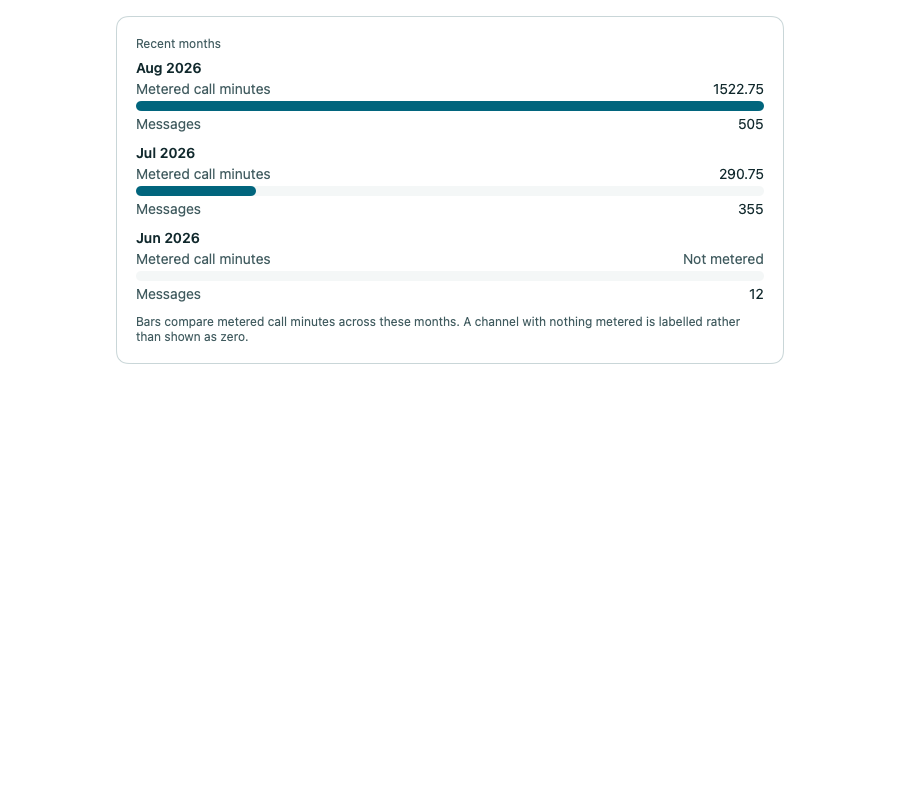 Recent months
Aug 2026
Metered call minutes 1522.75
Messages 505
Jul 2026
Metered call minutes 290.75
Messages 355
Jun 2026
Metered call minutes Not metered
Messages 12
Bars compare metered call minutes across these months. A channel with nothing metered is labelled rather
than shown as zero.